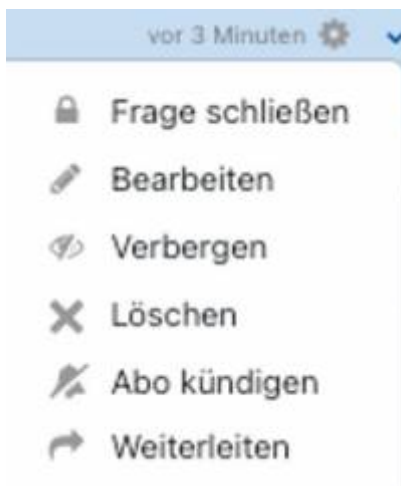 vor 3 Minuten
Frage schließen
Bearbeiten
Verbergen
Löschen
Abo kündigen
Weiterleiten